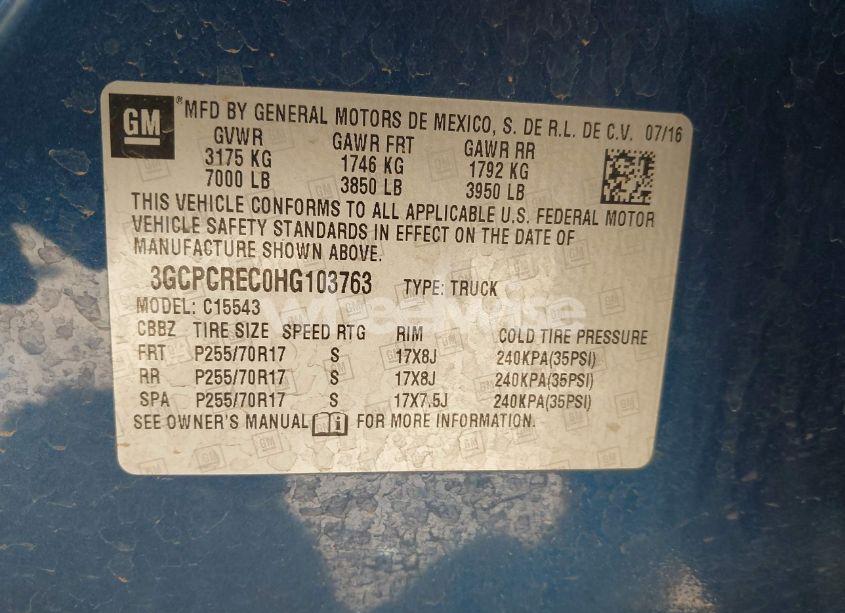 GM
® MFD BY GENERAL MOTORS DE MEXICO, S. DE R.L. DE C.V. 07/16
GVWR GAWR FRT GAWR RR
3175 KG 1746 KG 1792 KG
7000 LB 3850 LB 3950 LB
THIS VEHICLE CONFORMS TO ALL APPLICABLE U.S. FEDERAL MOTOR
VEHICLE SAFETY STANDARDS IN EFFECT ON THE DATE OF
MANUFACTURE SHOWN ABOVE.
3GCPCREC0HG103763 TYPE: TRUCK
MODEL: C15543
CBBZ TIRE SIZE SPEED RTG RIM COLD TIRE PRESSURE
FRT P255/70R17 S 17X8J 240KPA(35PSI)
RR P255/70R17 S 17X8J 240KPA(35PSI)
SPA P255/70R17 S 17X7.5J 240KPA(35PSI)
SEE OWNER'S MANUAL FOR MORE INFORMATION.